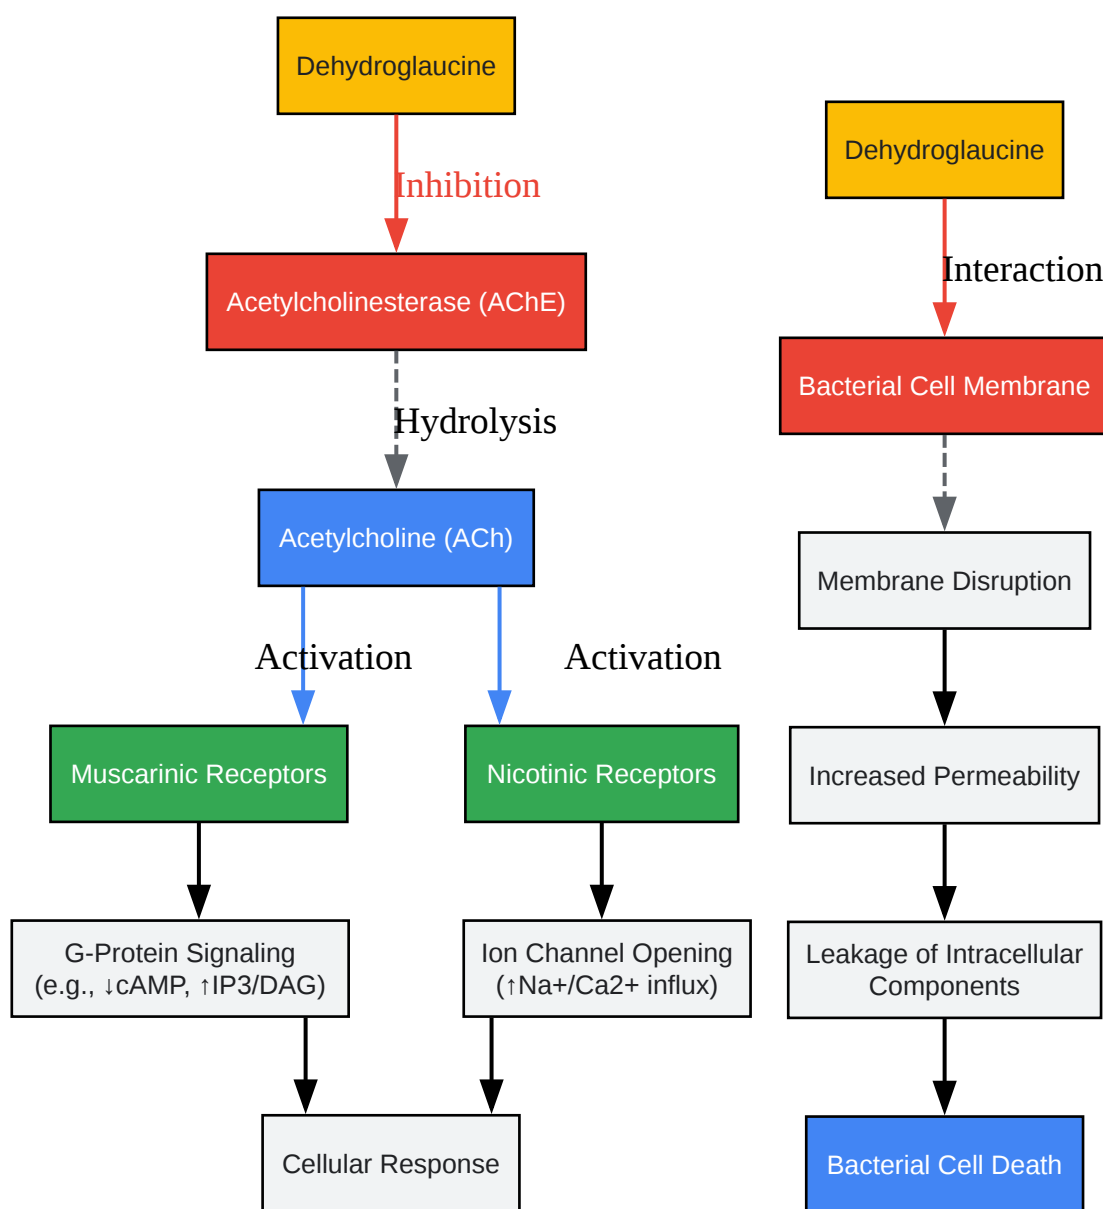 Dehydroglaucine
Inhibition
Acetylcholinesterase (AChE)
Hydrolysis
Acetylcholine (ACh)
Activation
Activation
Muscarinic Receptors
Nicotinic Receptors
G-Protein Signaling
(e.g., ↓cAMP, ↑IP3/DAG)
Ion Channel Opening
(↑Na+/Ca2+ influx)
Cellular Response
Dehydroglaucine
Interaction
Bacterial Cell Membrane
Membrane Disruption
Increased Permeability
Leakage of Intracellular
Components
Bacterial Cell Death